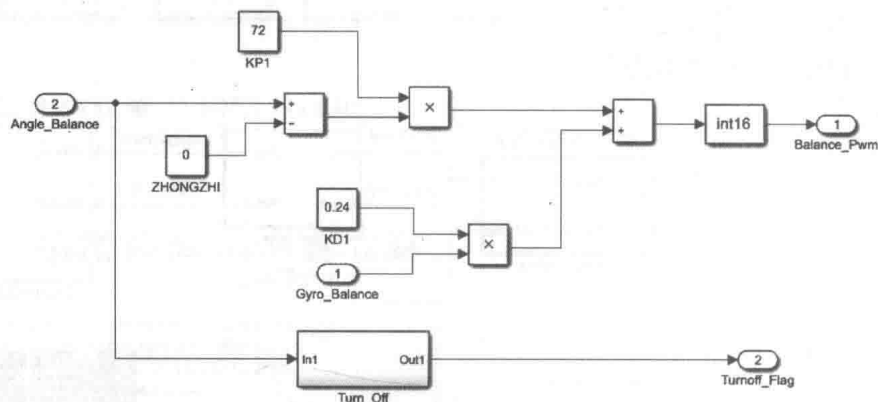 72
KP1
2
Angle_Balance
+
−
×
0
ZHONGZHI
+
+
int16
1
Balance_Pwm
0.24
KD1
×
1
Gyro_Balance
In1
Out1
Turn_Off
2
Turnoff_Flag